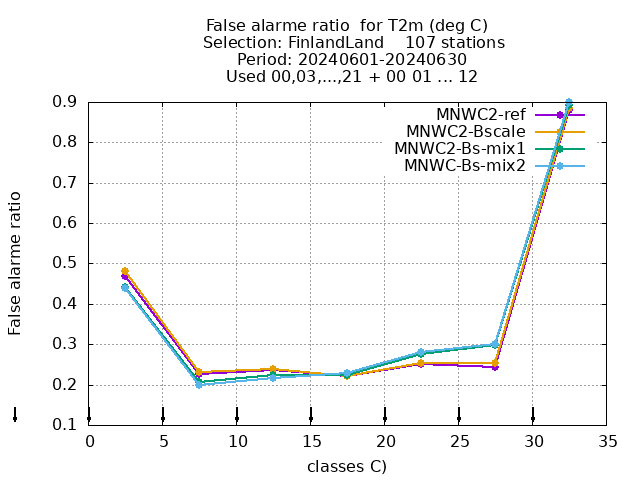 False alarme ratio  for T2m (deg C)
Selection: FinlandLand    107 stations
Period: 20240601-20240630
Used 00,03,...,21 + 00 01 ... 12
MNWC2-ref
MNWC2-Bscale
MNWC2-Bs-mix1
MNWC-Bs-mix2
False alarme ratio
0.9
0.8
0.7
0.6
0.5
0.4
0.3
0.2
0.1
0 5 10 15 20 25 30 35
classes C)